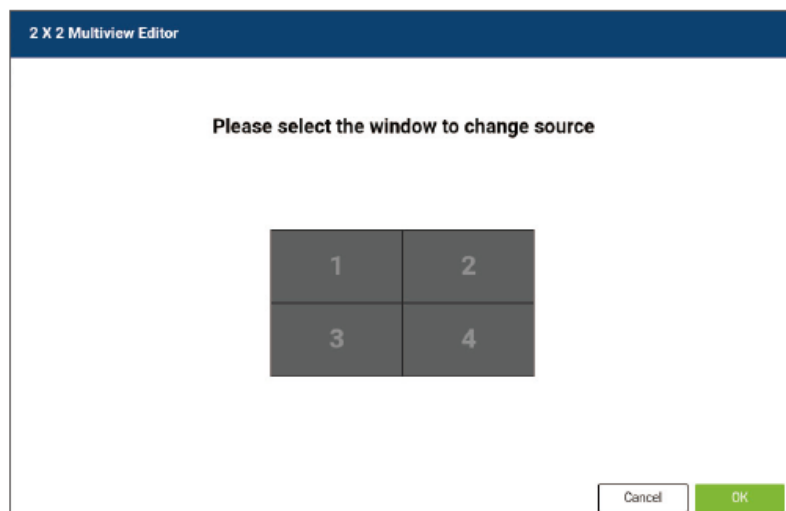 2 X 2 Multiview Editor
Please select the window to change source
1 2
3 4
Cancel OK